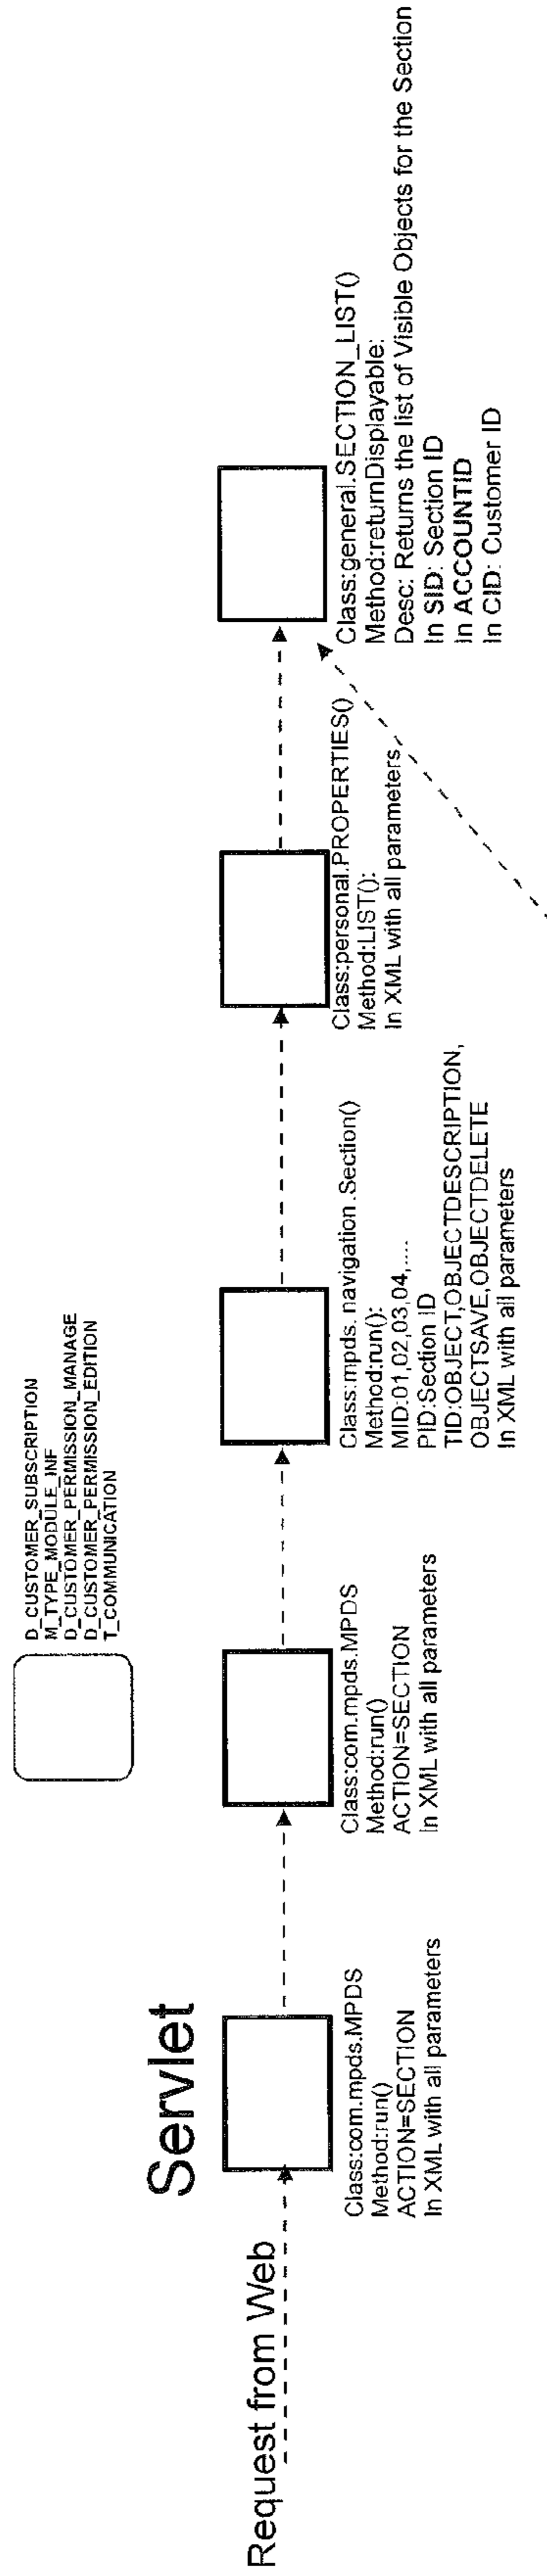 D_CUSTOMER_SUBSCRIPTION
M_TYPE_MODULE_INF
D_CUSTOMER_PERMISSION_MANAGE
D_CUSTOMER_PERMISSION_EDITION
T_COMMUNICATION
Servlet
Request from Web
Class:com.mpds.MPDS
Method:run()
ACTION=SECTION
In XML with all parameters
Class:com.mpds.MPDS
Method:run()
ACTION=SECTION
In XML with all parameters
Class:mpds. navigation .Section()
Method:run():
MID:01,02,03,04,....
PID:Section ID
TID:OBJECT,OBJECTDESCRIPTION,
OBJECTSAVE,OBJECTDELETE
In XML with all parameters
Class:personal.PROPERTIES()
Method:LIST():
In XML with all parameters
Class:general.SECTION_LIST()
Method:returnDisplayable:
Desc: Returns the list of Visible Objects for the Section
In SID: Section ID
In ACCOUNTID
In CID: Customer ID